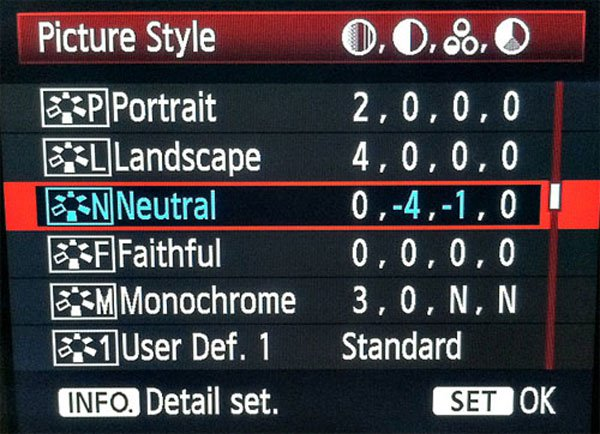 Picture Style , , ,
P Portrait 2 , 0 , 0 , 0
L Landscape 4 , 0 , 0 , 0
N Neutral 0 , -4 , -1 , 0
F Faithful 0 , 0 , 0 , 0
M Monochrome 3 , 0 , N , N
1 User Def. 1 Standard
INFO. Detail set. SET OK